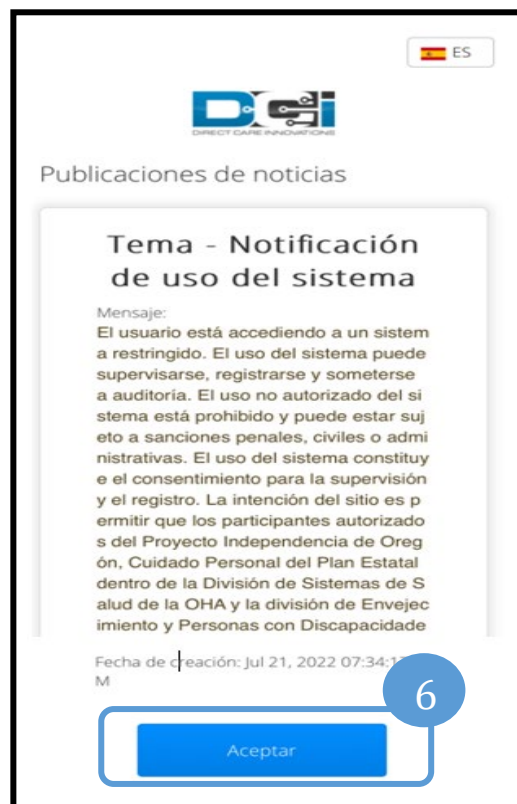 ES
DCi
DIRECT CARE INNOVATIONS
Publicaciones de noticias
Tema - Notificación
de uso del sistema
Mensaje:
El usuario está accediendo a un sistem
a restringido. El uso del sistema puede
supervisarse, registrarse y someterse
a auditoría. El uso no autorizado del si
stema está prohibido y puede estar suj
eto a sanciones penales, civiles o admi
nistrativas. El uso del sistema constituy
e el consentimiento para la supervisión
y el registro. La intención del sitio es p
ermitir que los participantes autorizado
s del Proyecto Independencia de Oreg
ón, Cuidado Personal del Plan Estatal
dentro de la División de Sistemas de S
alud de la OHA y la división de Envejec
imiento y Personas con Discapacidade
Fecha de creación: Jul 21, 2022
M
6
Aceptar